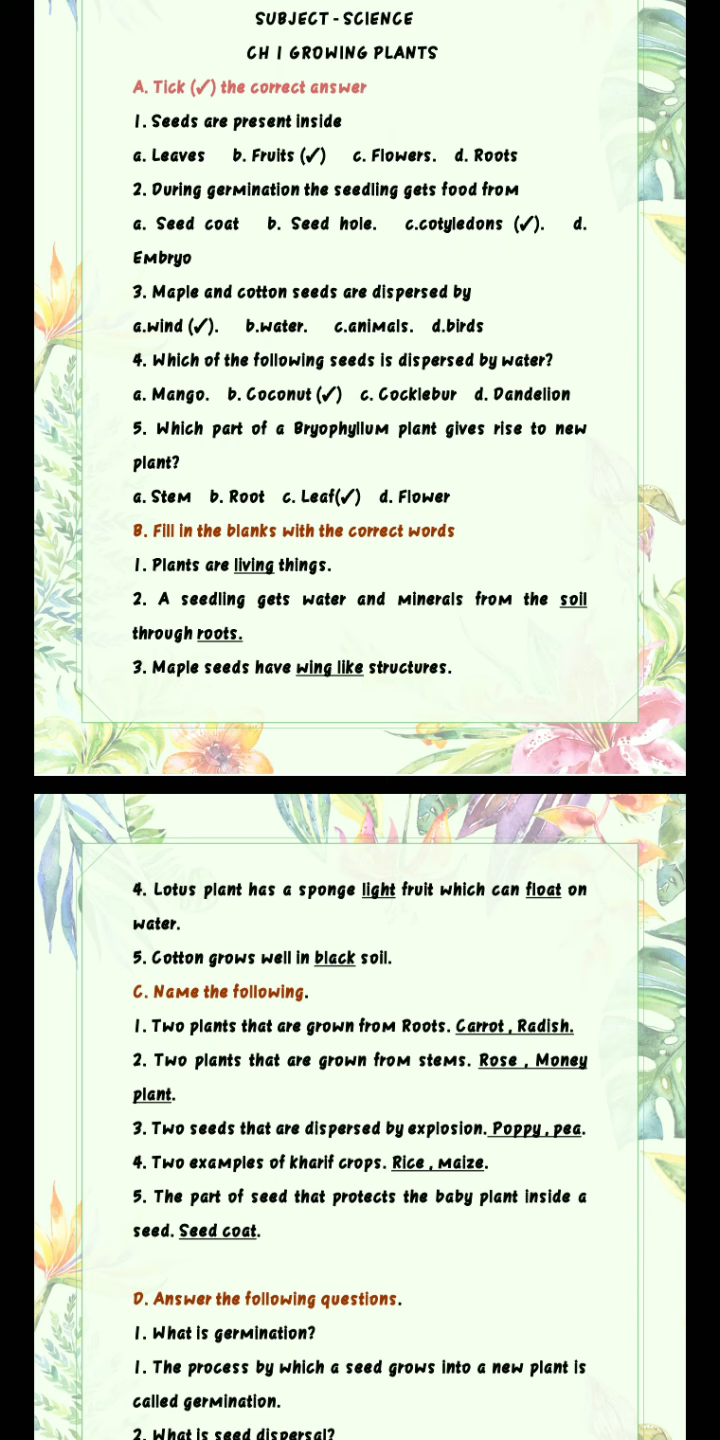 SUBJECT - SCIENCE
CH 1 GROWING PLANTS
A. Tick (✓) the correct answer
1. Seeds are present inside
a. Leaves b. Fruits (✓) c. Flowers. d. Roots
2. During germination the seedling gets food from
a. Seed coat b. Seed hole. c.cotyledons (✓). d.
Embryo
3. Maple and cotton seeds are dispersed by
a.wind (✓). b.water. c.animals. d.birds
4. Which of the following seeds is dispersed by water?
a. Mango. b. Coconut (✓) c. Cocklebur d. Dandelion
5. Which part of a Bryophyllum plant gives rise to new
plant?
a. Stem b. Root c. Leaf(✓) d. Flower
B. Fill in the blanks with the correct words
1. Plants are living things.
2. A seedling gets water and minerals from the soil
through roots.
3. Maple seeds have wing like structures.
4. Lotus plant has a sponge light fruit which can float on
water.
5. Cotton grows well in black soil.
C. Name the following.
1. Two plants that are grown from Roots. Carrot , Radish.
2. Two plants that are grown from stems. Rose , Money
plant.
3. Two seeds that are dispersed by explosion. Poppy , pea.
4. Two examples of kharif crops. Rice , maize.
5. The part of seed that protects the baby plant inside a
seed. Seed coat.
D. Answer the following questions.
1. What is germination?
1. The process by which a seed grows into a new plant is
called germination.
2. What is seed dispersal?